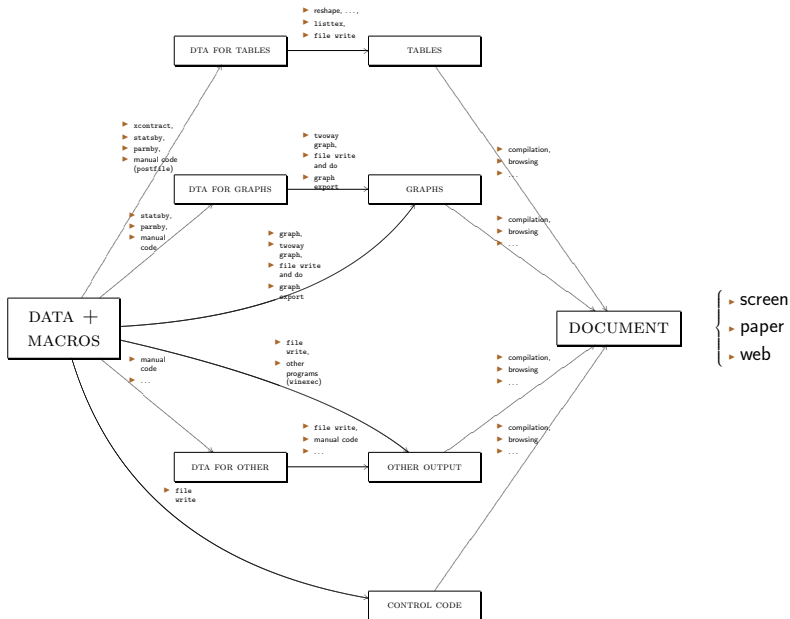 ► reshape, ...,
► listtex,
► file write
DTA FOR TABLES
TABLES
► xcontract,
► statsby,
► parmby,
► manual code
(postfile)
► twoway
graph,
► file write
and do
► graph
export
► compilation,
► browsing
► ...
DTA FOR GRAPHS
GRAPHS
► statsby,
► parmby,
► manual
code
► graph,
► twoway
graph,
► file write
and do
► graph
export
► compilation,
► browsing
► ...
DATA +
MACROS
DOCUMENT
► screen
► paper
► web
► manual
code
► ...
► file
write,
► other
programs
(winexec)
► compilation,
► browsing
► ...
► file write,
► manual code
► ...
► compilation,
► browsing
► ...
DTA FOR OTHER
OTHER OUTPUT
► file
write
CONTROL CODE